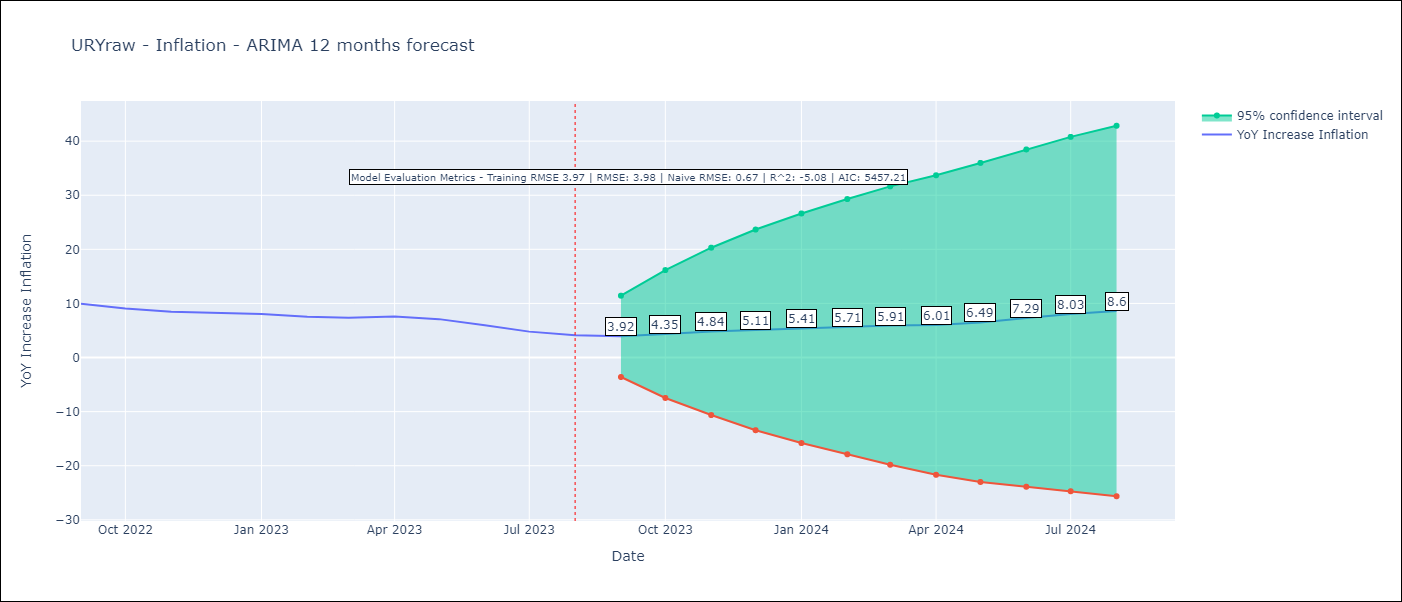 URYraw - Inflation - ARIMA 12 months forecast
95% confidence interval
YoY Increase Inflation
Model Evaluation Metrics - Training RMSE 3.97 | RMSE: 3.98 | Naive RMSE: 0.67 | R^2: -5.08 | AIC: 5457.21
YoY Increase Inflation
40
30
20
10
0
−10
−20
−30
3.92
4.35
4.84
5.11
5.41
5.71
5.91
6.01
6.49
7.29
8.03
8.6
Oct 2022
Jan 2023
Apr 2023
Jul 2023
Oct 2023
Jan 2024
Apr 2024
Jul 2024
Date